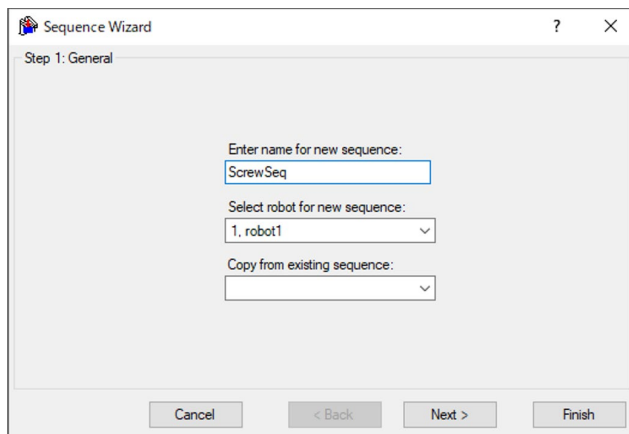 Sequence Wizard
Step 1: General
Enter name for new sequence:
ScrewSeq
Select robot for new sequence:
1, robot1
Copy from existing sequence:
Cancel
< Back
Next >
Finish